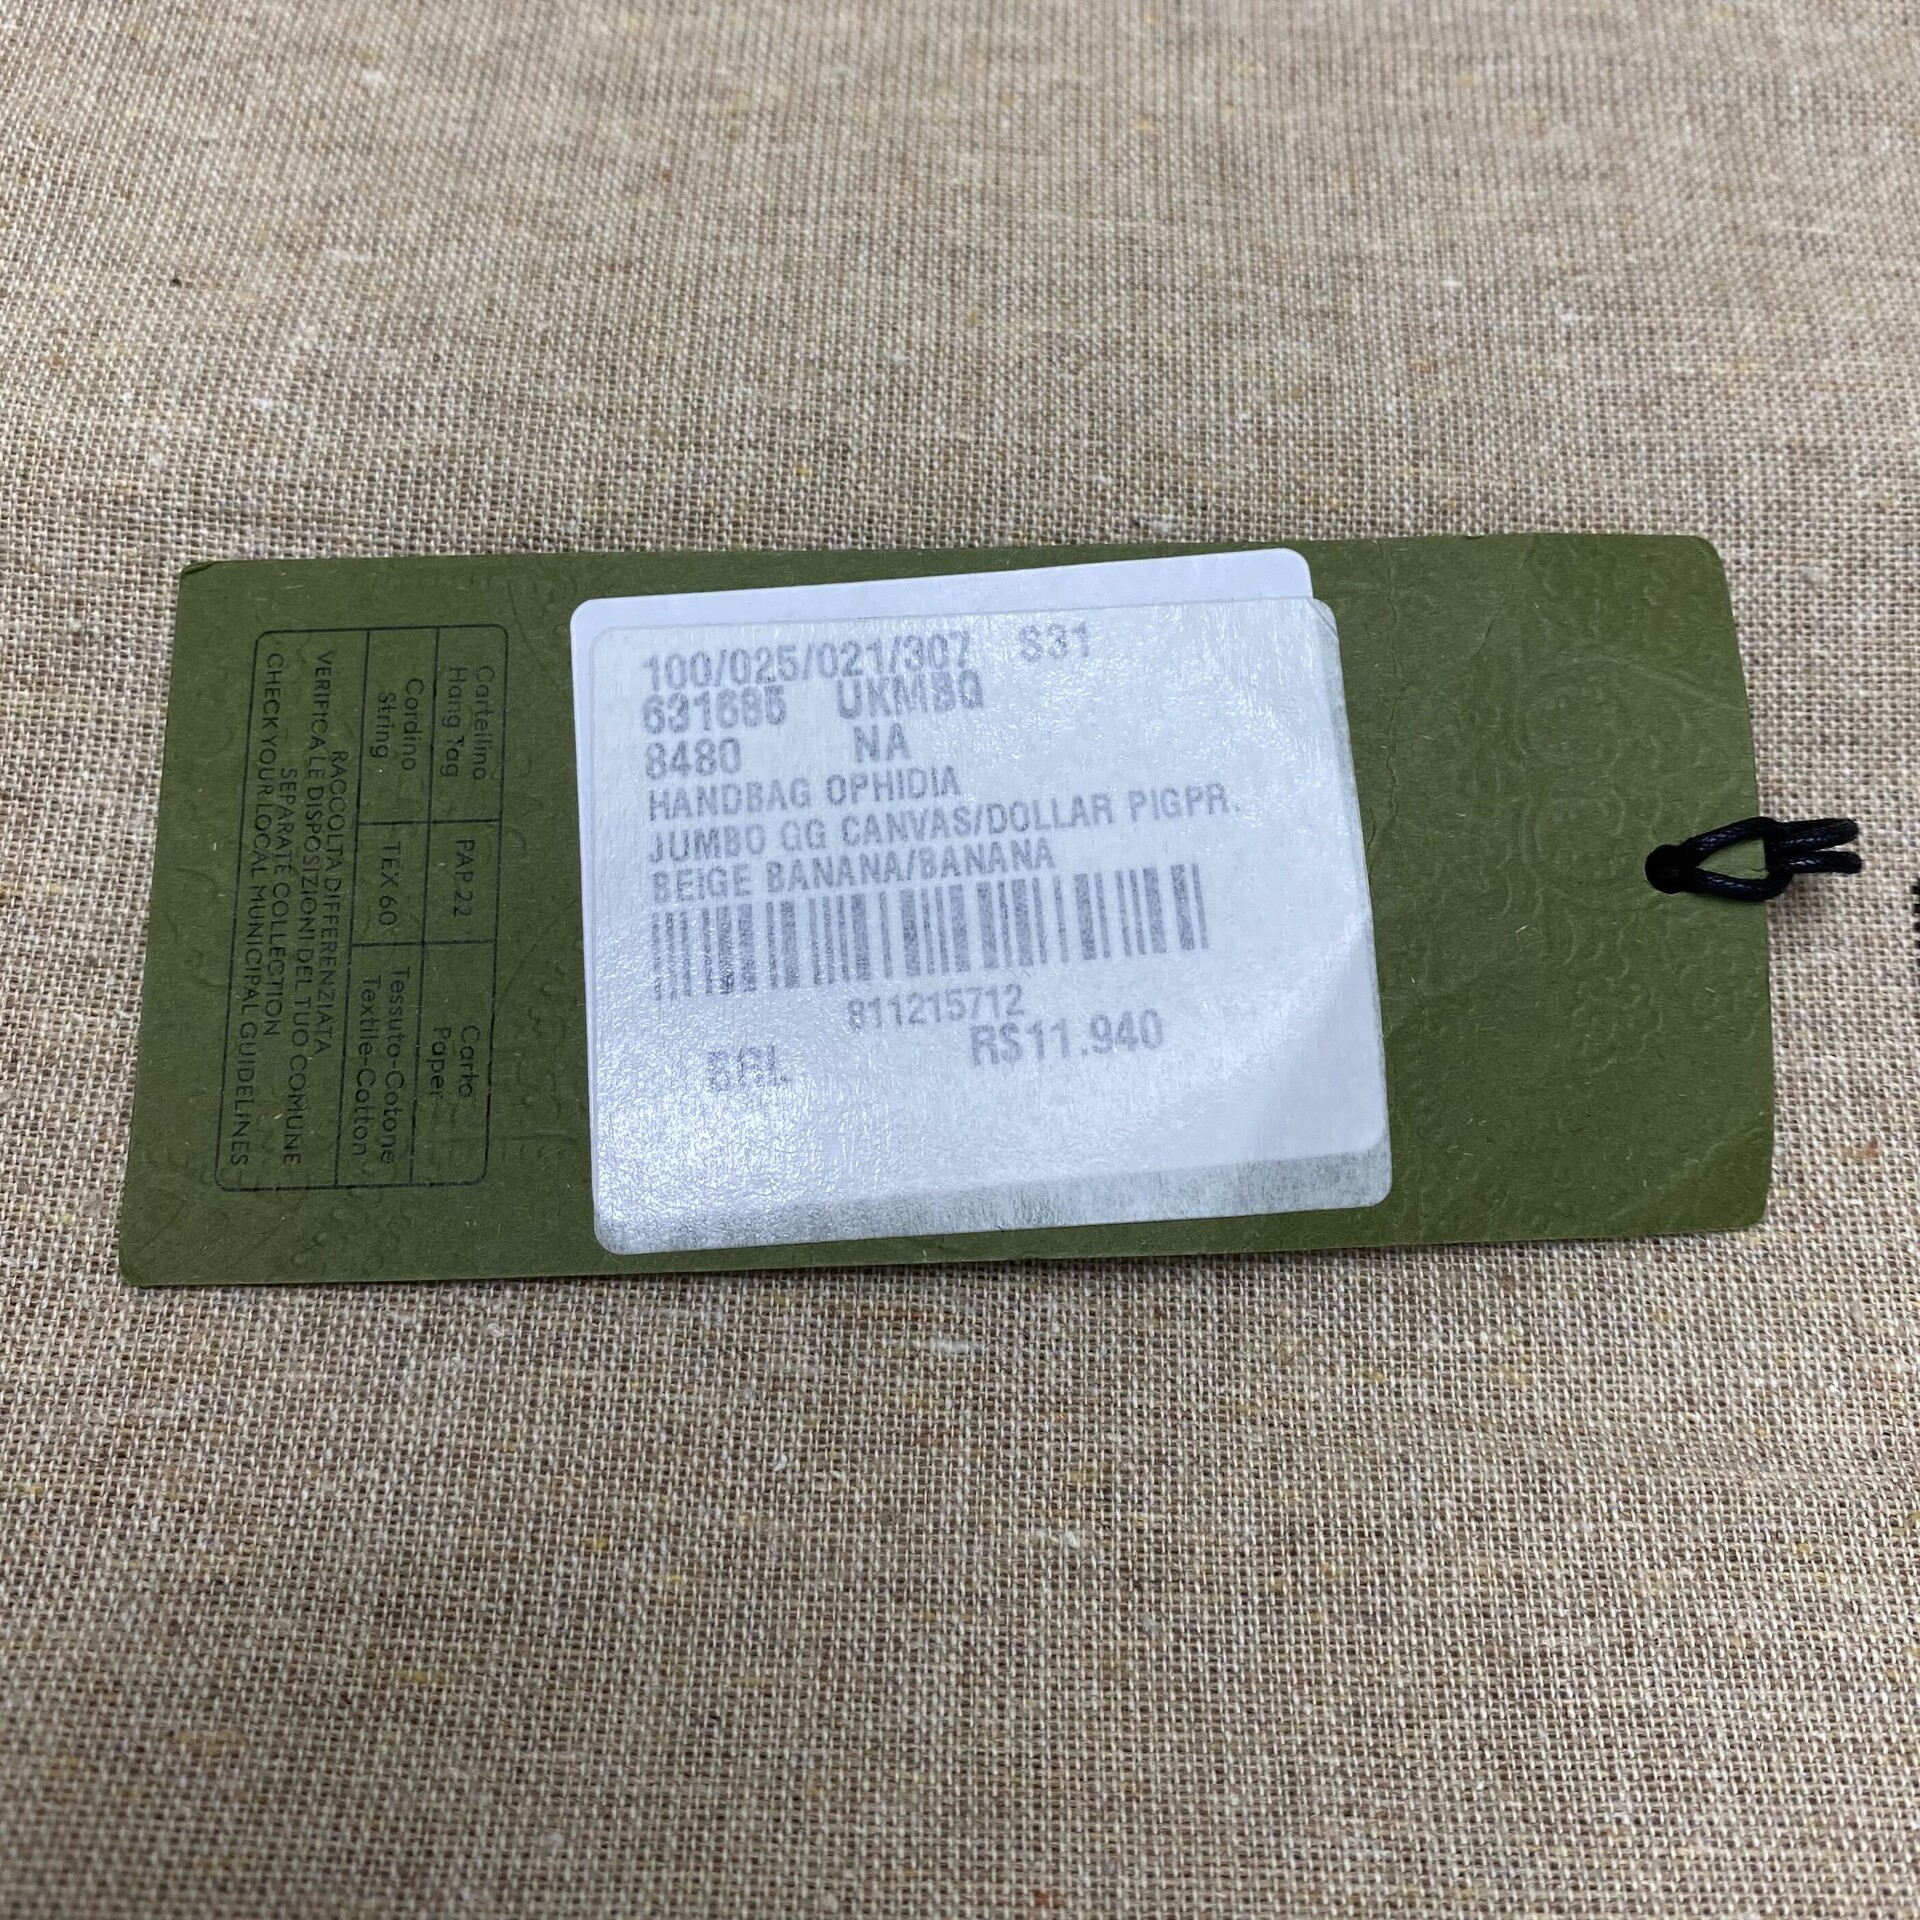 100/025/021/307 S31
631685 UKMBG
8480 NA
HANDBAG OPHIDIA
JUMBO GG CANVAS/DOLLAR PIGPR.
BEIGE BANANA/BANANA
811215712
R$11.940
Cartellino PAP 22 Carta
Hang Tag Paper
Cordino TEX 60 Tessuto-Cotone
String Textile-Cotton
RACCOLTA DIFFERENZIATA
VERIFICA LE DISPOSIZIONI DEL TUO COMUNE
SEPARATE COLLECTION
CHECK YOUR LOCAL MUNICIPAL GUIDELINES